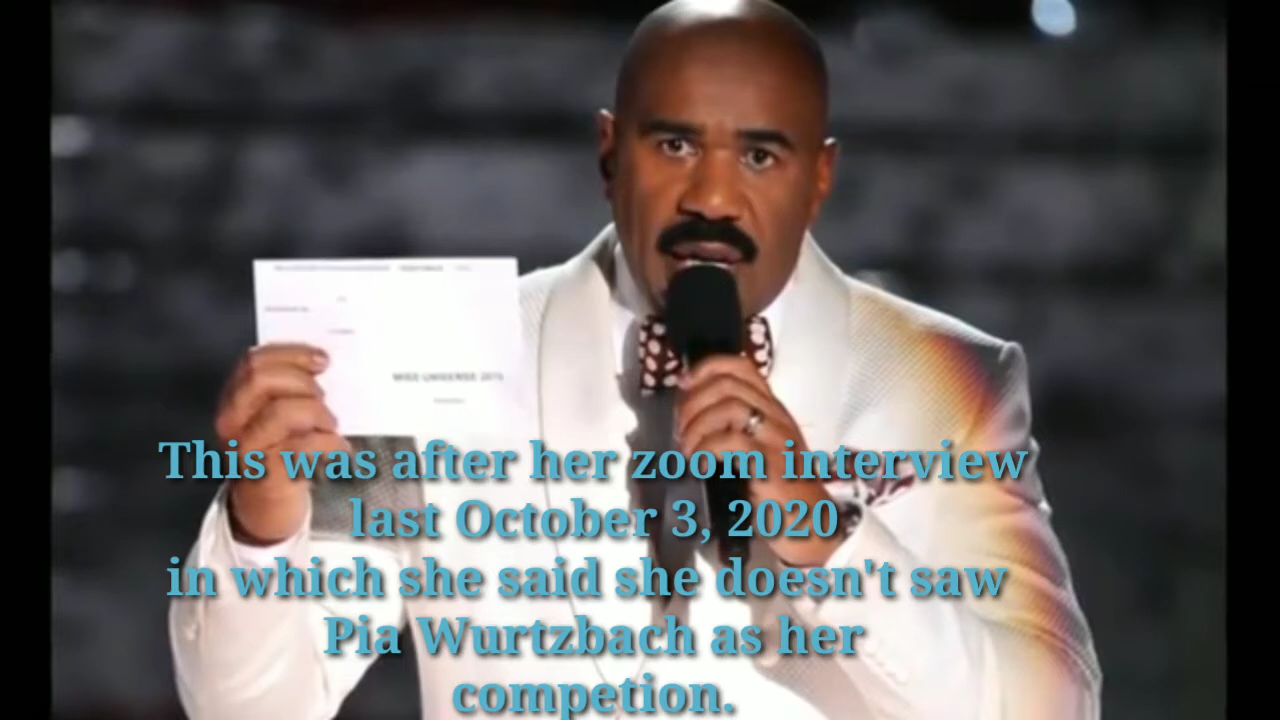 MISS UNIVERSE 2015
This was after her zoom interview
last October 3, 2020
in which she said she doesn't saw
Pia Wurtzbach as her
competion.